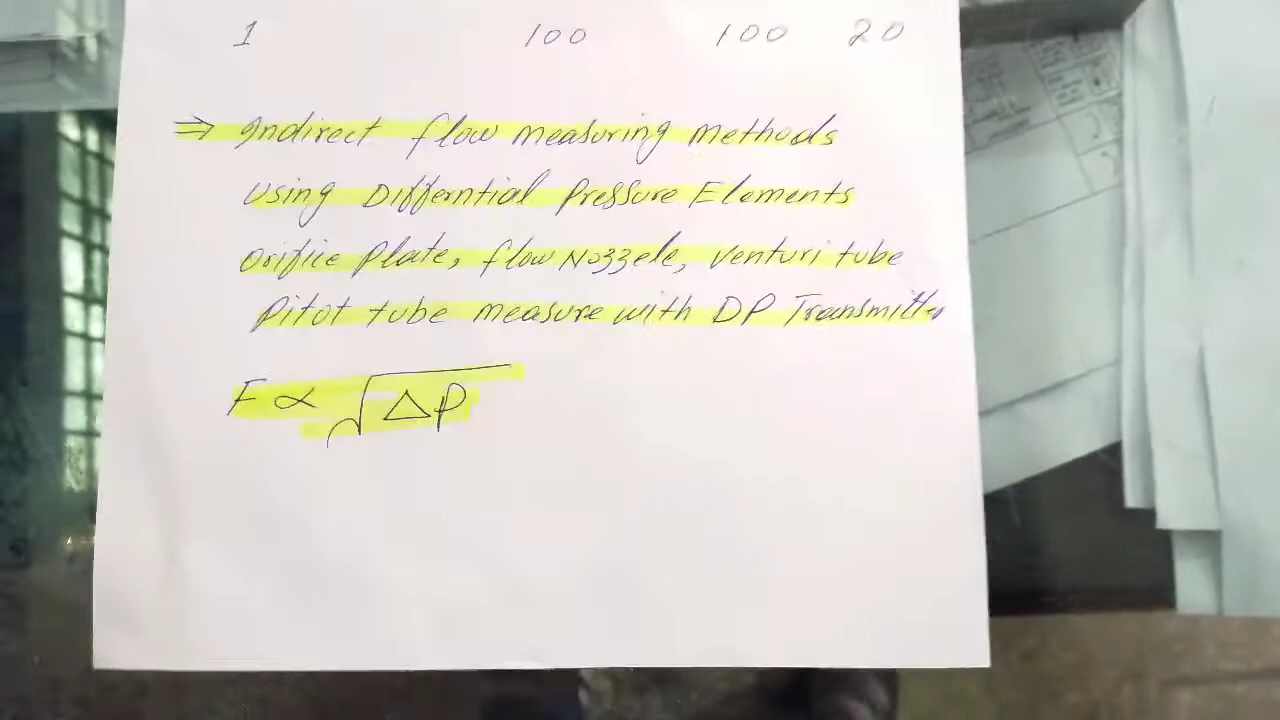 1 100 100 20
⇒ Indirect flow measuring methods
using Differntial Pressure Elements
Orifice Plate, flow Nozzele, venturi tube
Pitot tube measure with DP Transmitter
F ∝ √ΔP